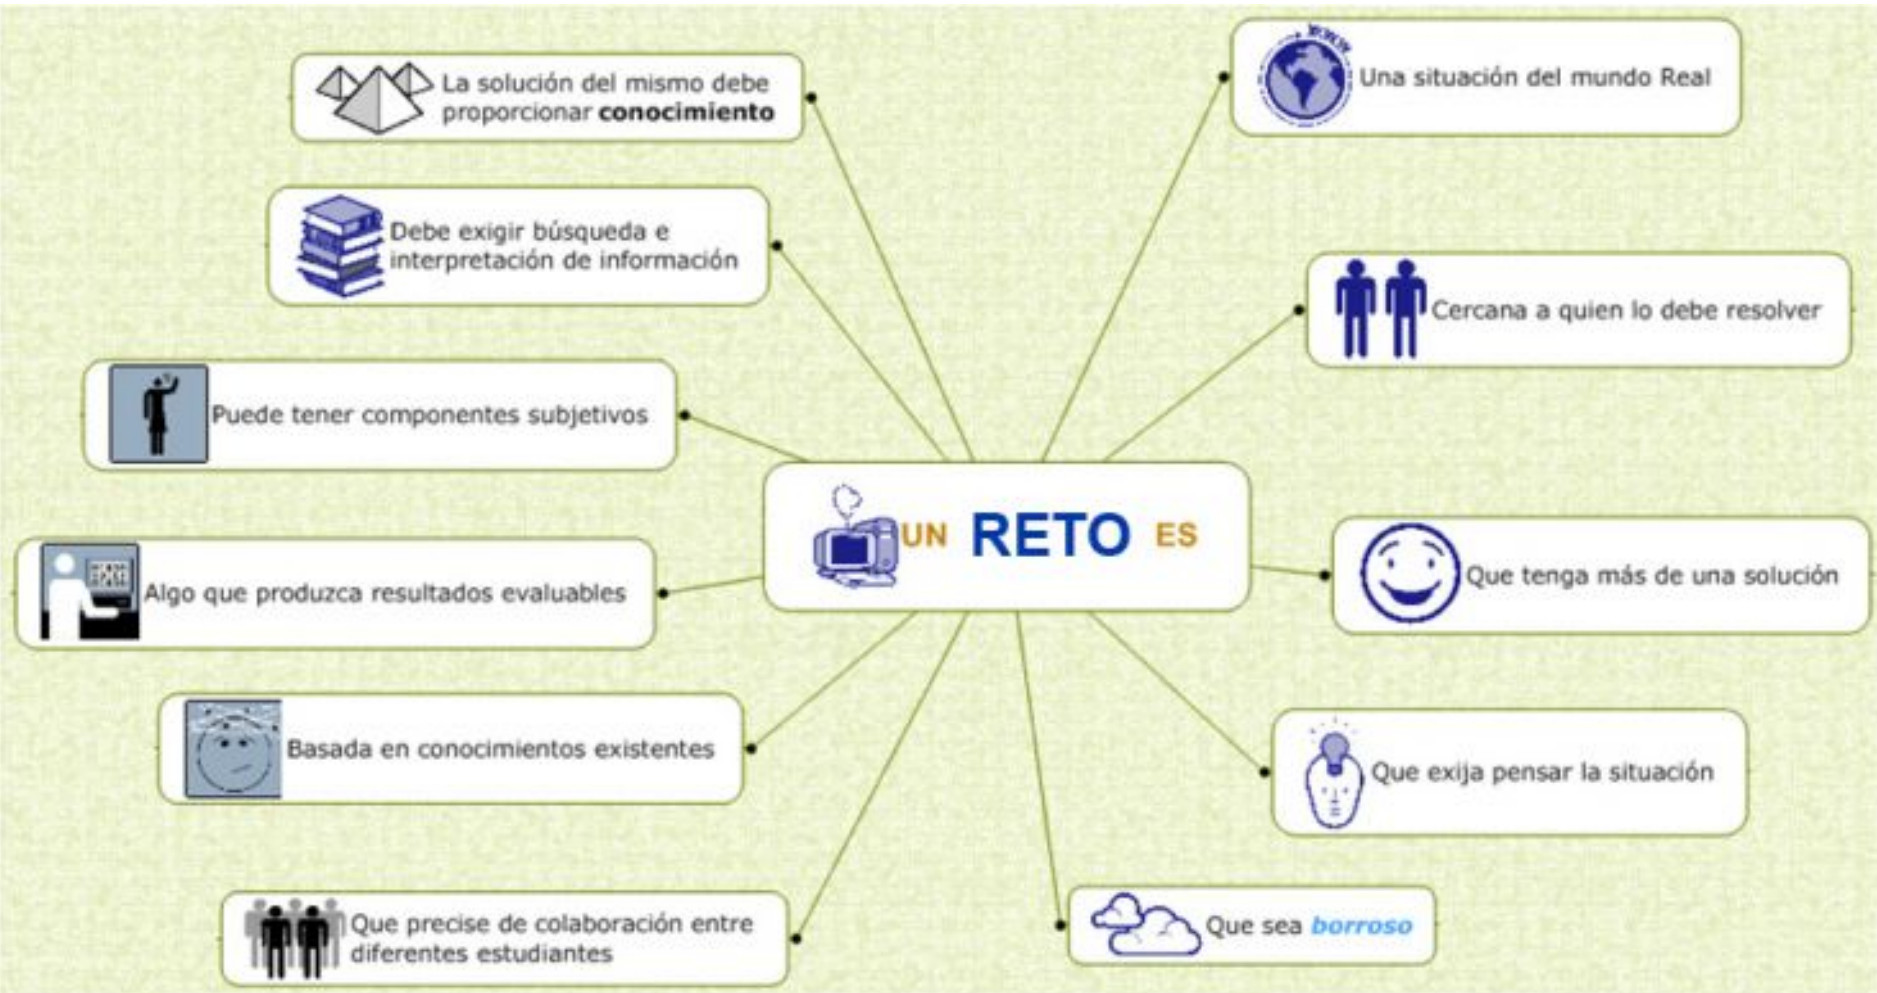 UN RETO ES
Una situación del mundo Real
Cercana a quien lo debe resolver
Que tenga más de una solución
Que exija pensar la situación
Que sea borroso
Que precise de colaboración entre
diferentes estudiantes
Basada en conocimientos existentes
Algo que produzca resultados evaluables
Puede tener componentes subjetivos
Debe exigir búsqueda e
interpretación de información
La solución del mismo debe
proporcionar conocimiento